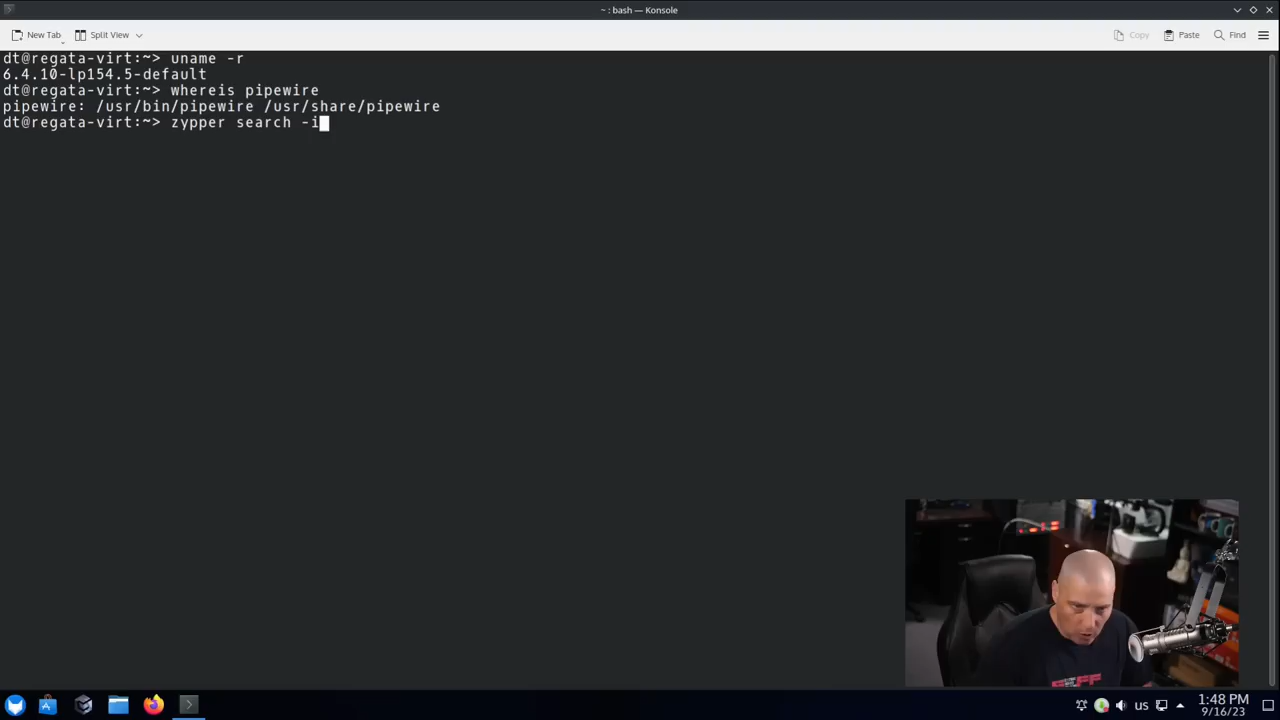 ~ : bash — Konsole
New Tab
Split View
Copy
Paste
Find
dt@regata-virt:~> uname -r
6.4.10-lp154.5-default
dt@regata-virt:~> whereis pipewire
pipewire: /usr/bin/pipewire /usr/share/pipewire
dt@regata-virt:~> zypper search -i
us
1:48 PM
9/16/23